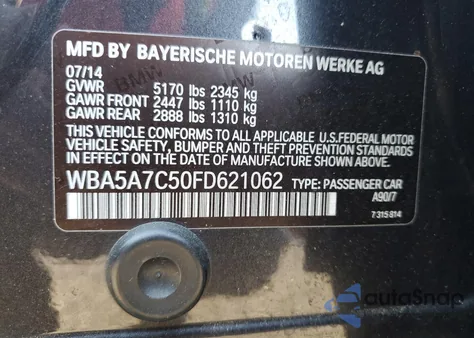 MFD BY BAYERISCHE MOTOREN WERKE AG
07/14
GVWR 5170 lbs 2345 kg
GAWR FRONT 2447 lbs 1110 kg
GAWR REAR 2888 lbs 1310 kg
THIS VEHICLE CONFORMS TO ALL APPLICABLE U.S.FEDERAL MOTOR
VEHICLE SAFETY, BUMPER AND THEFT PREVENTION STANDARDS
IN EFFECT ON THE DATE OF MANUFACTURE SHOWN ABOVE.
WBA5A7C50FD621062 TYPE: PASSENGER CAR
A90/7
7 315 814
autoSnap